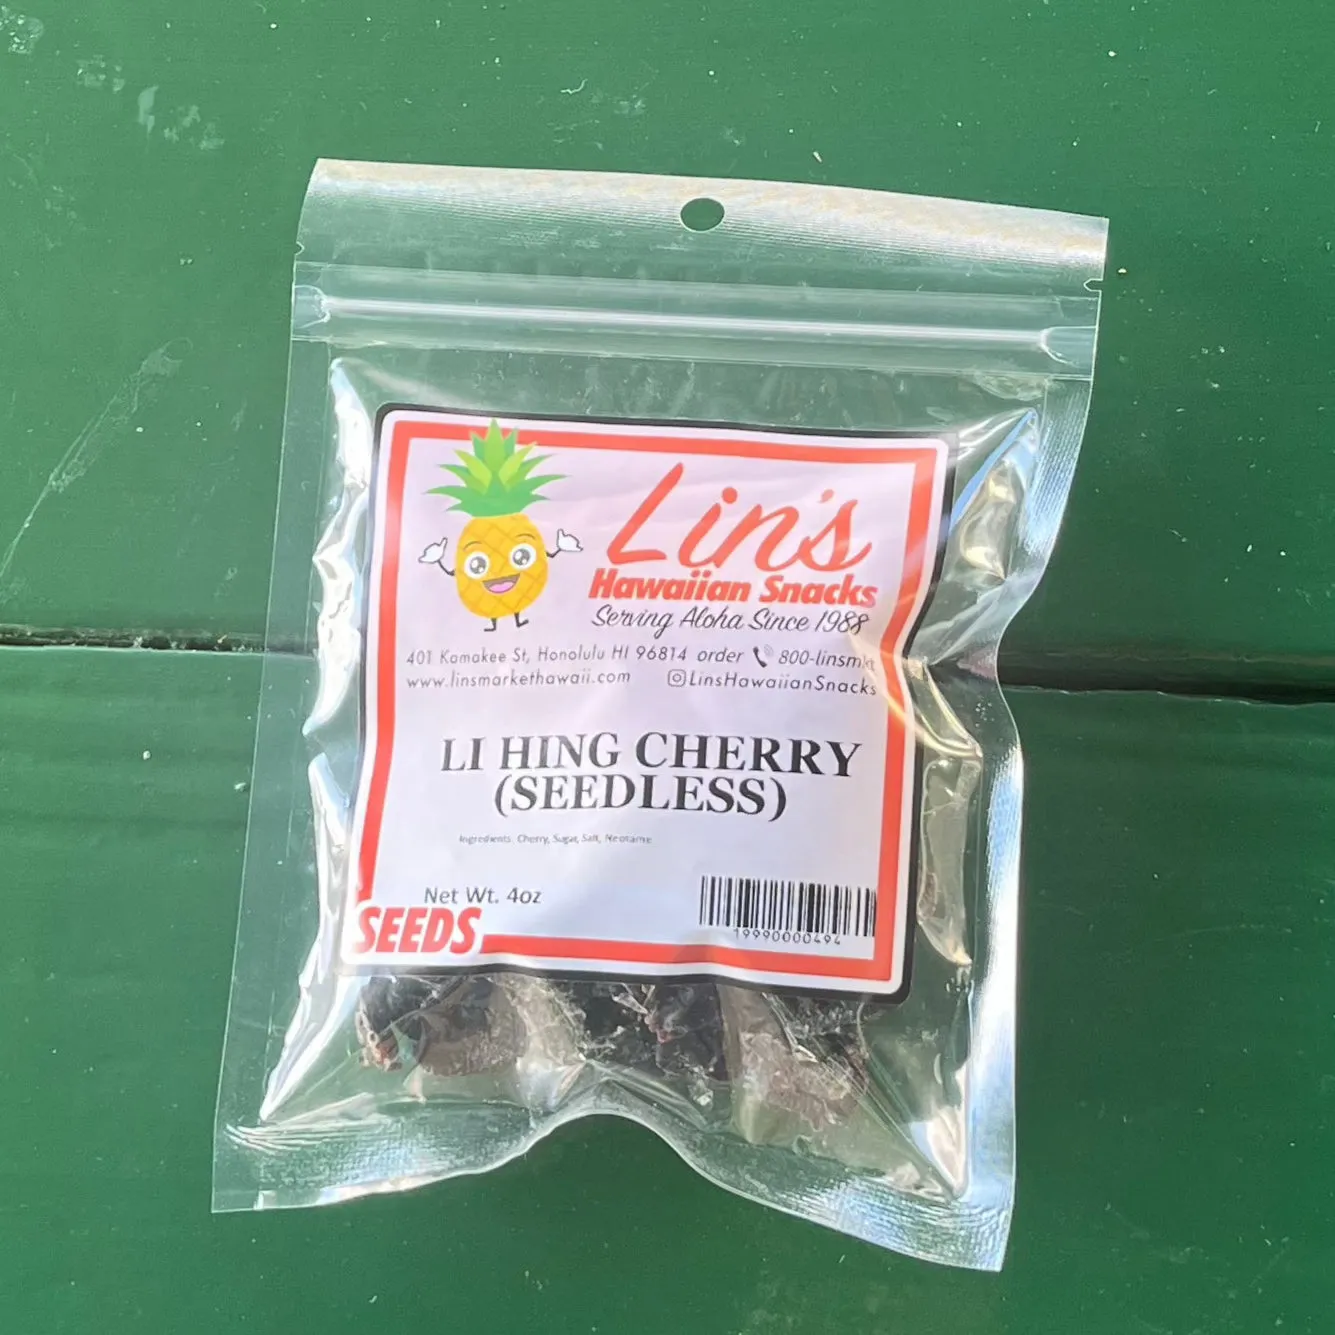 Lin's
Hawaiian Snacks
Serving Aloha Since 1988
401 Kamakee St, Honolulu HI 96814 order 800-linsmkt
www.linsmarkethawaii.com LinsHawaiianSnacks
LI HING CHERRY
(SEEDLESS)
Ingredients: Cherry, Sugar, Salt, Neotame
Net Wt. 4oz
SEEDS
19990000494